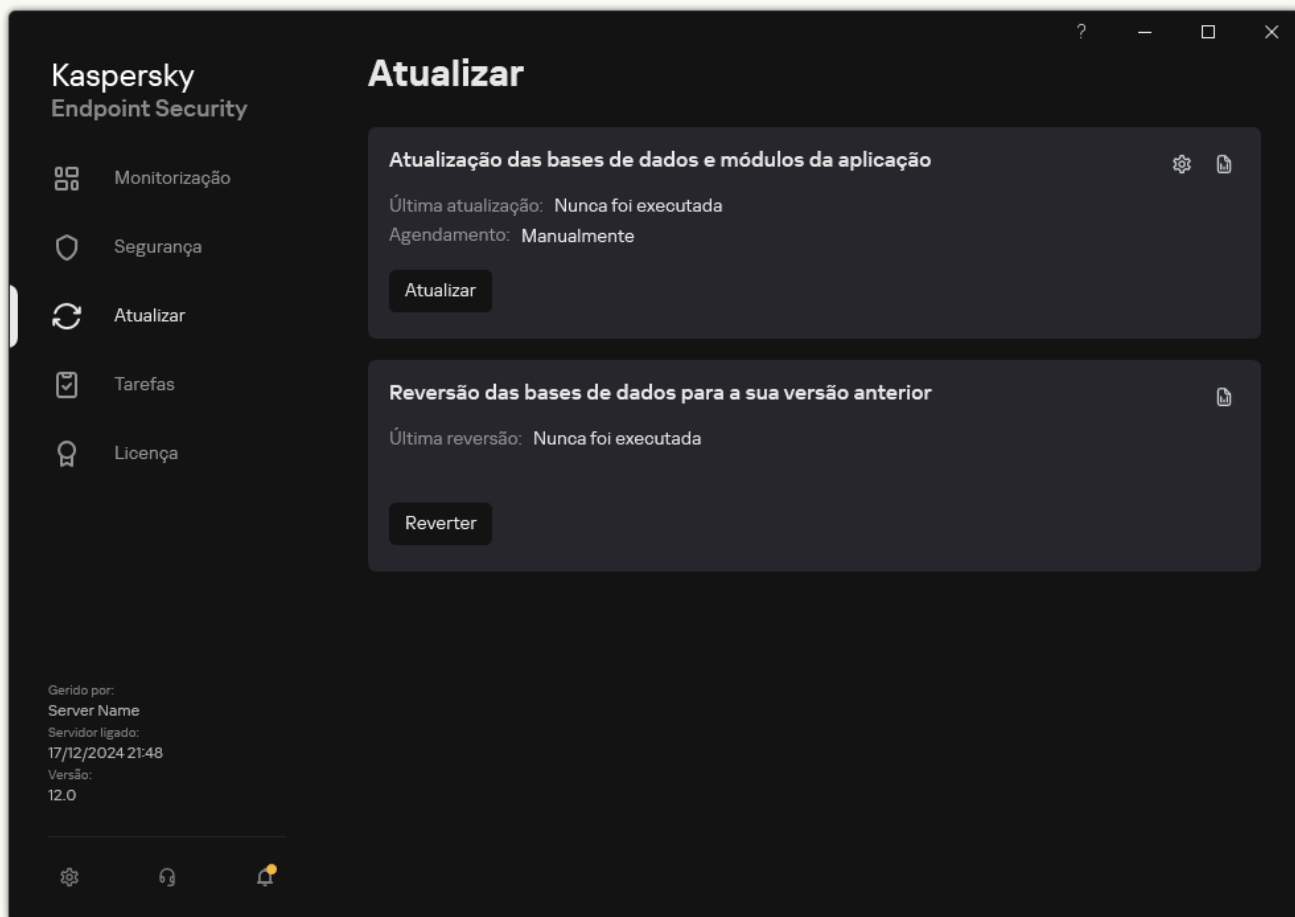 ?
Kaspersky
Endpoint Security
Monitorização
Segurança
Atualizar
Tarefas
Licença
Gerido por:
Server Name
Servidor ligado:
17/12/2024 21:48
Versão:
12.0
Atualizar
Atualização das bases de dados e módulos da aplicação
Última atualização: Nunca foi executada
Agendamento: Manualmente
Atualizar
Reversão das bases de dados para a sua versão anterior
Última reversão: Nunca foi executada
Reverter